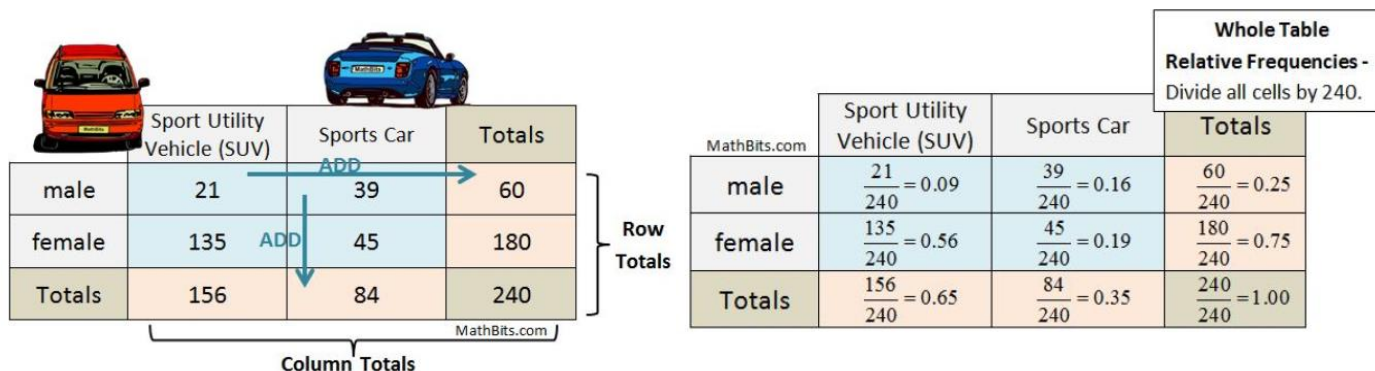 MathBits
MathBits
Sport Utility
Vehicle (SUV)
Sports Car
Totals
ADD
male
21
39
60
female
135
ADD
45
180
Totals
156
84
240
Row
Totals
MathBits.com
Column Totals
Whole Table
Relative Frequencies -
Divide all cells by 240.
MathBits.com
Sport Utility
Vehicle (SUV)
Sports Car
Totals
male
21/240 = 0.09
39/240 = 0.16
60/240 = 0.25
female
135/240 = 0.56
45/240 = 0.19
180/240 = 0.75
Totals
156/240 = 0.65
84/240 = 0.35
240/240 = 1.00